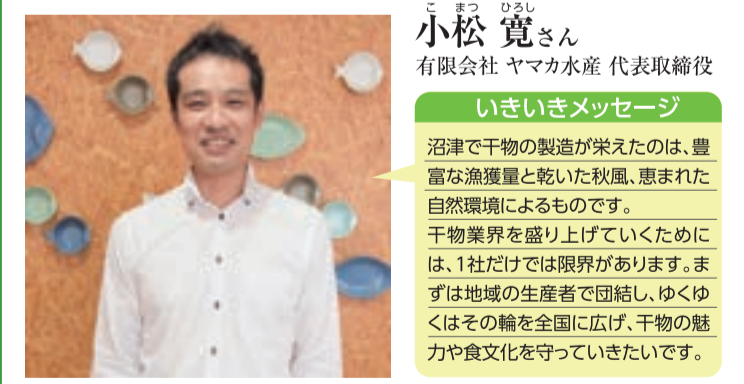 こ まつ ひろし
小松 寛さん
有限会社 ヤマカ水産 代表取締役
いきいきメッセージ
沼津で干物の製造が栄えたのは、豊
富な漁獲量と乾いた秋風、恵まれた
自然環境によるものです。
干物業界を盛り上げていくために
は、1社だけでは限界があります。ま
ずは地域の生産者で団結し、ゆくゆ
くはその輪を全国に広げ、干物の魅
力や食文化を守っていきたいです。